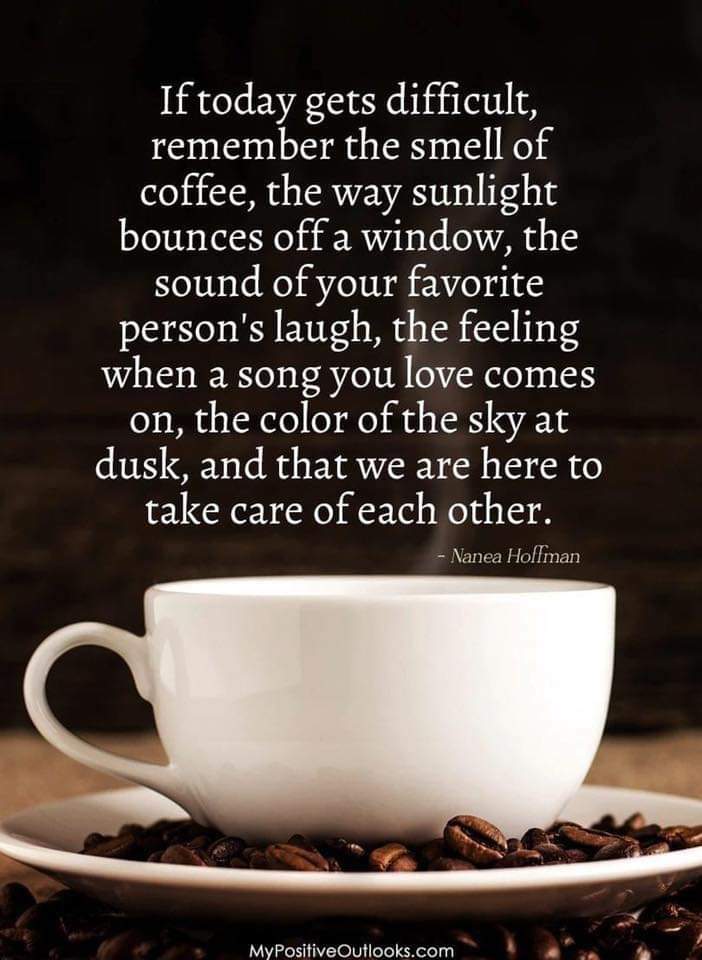 If today gets difficult,
remember the smell of
coffee, the way sunlight
bounces off a window, the
sound of your favorite
person's laugh, the feeling
when a song you love comes
on, the color of the sky at
dusk, and that we are here to
take care of each other.
- Nanea Hoffman
MyPositiveOutlooks.com